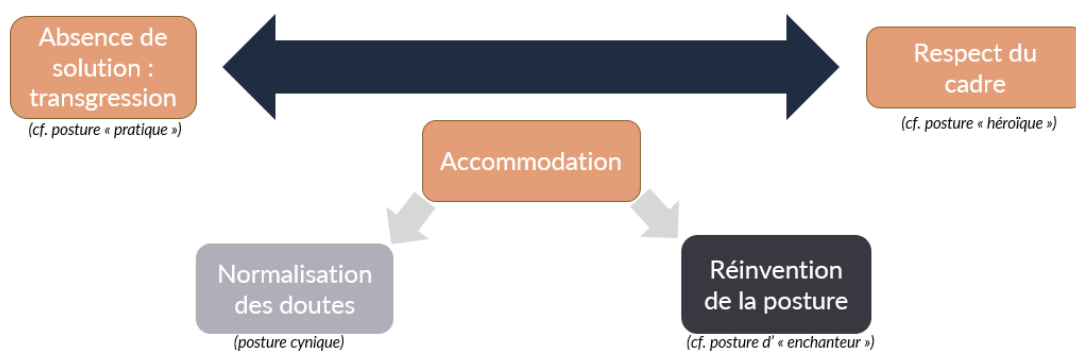 Absence de
solution :
transgression
(cf. posture « pratique »)
Respect du
cadre
(cf. posture « héroïque »)
Accommodation
Normalisation
des doutes
(posture cynique)
Réinvention
de la posture
(cf. posture d' « enchanteur »)